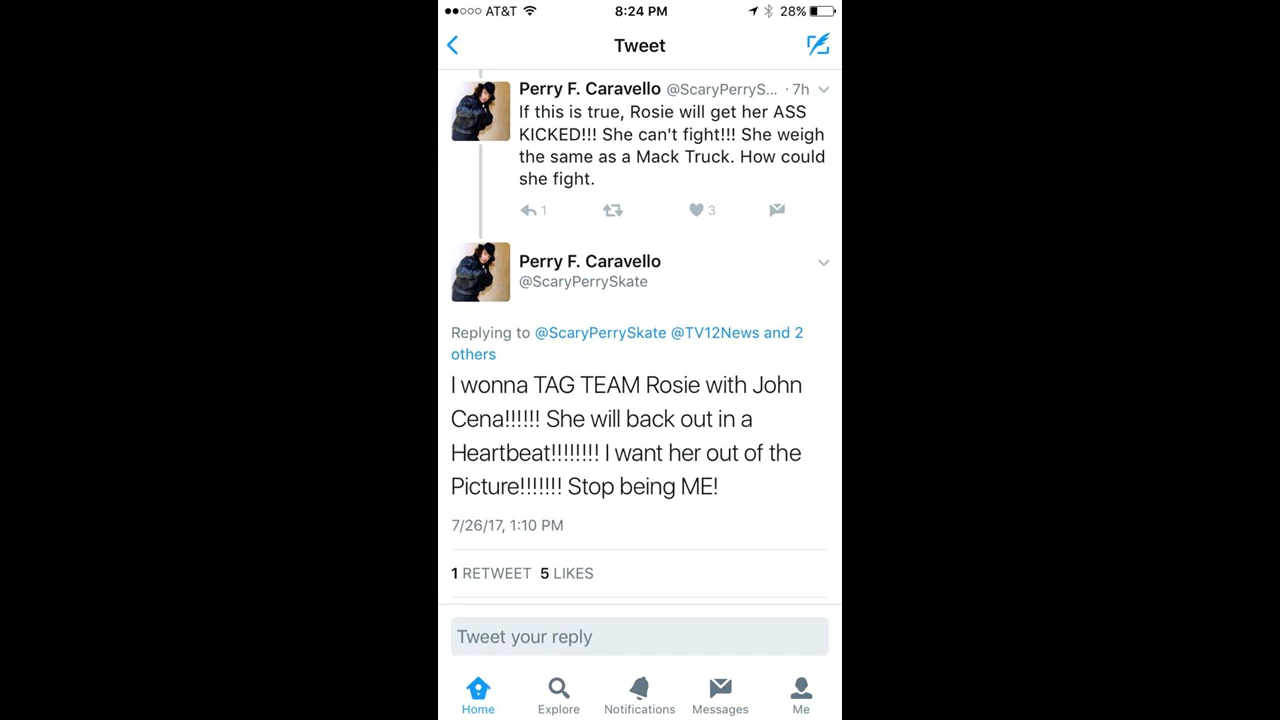 AT&T 8:24 PM 28%
Tweet
Perry F. Caravello @ScaryPerryS... · 7h
If this is true, Rosie will get her ASS
KICKED!!! She can't fight!!! She weigh
the same as a Mack Truck. How could
she fight.
1 3
Perry F. Caravello
@ScaryPerrySkate
Replying to @ScaryPerrySkate @TV12News and 2
others
I wonna TAG TEAM Rosie with John
Cena!!!!!! She will back out in a
Heartbeat!!!!!!!! I want her out of the
Picture!!!!!!! Stop being ME!
7/26/17, 1:10 PM
1 RETWEET 5 LIKES
Tweet your reply
Home Explore Notifications Messages Me